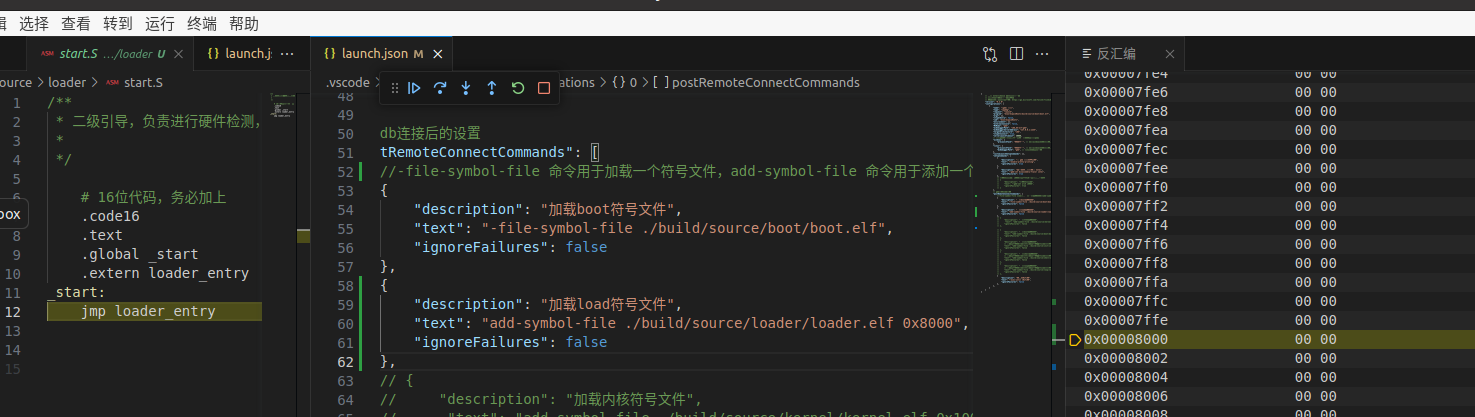 辑 选择 查看 转到 运行 终端 帮助
ASM start.S .../loader U × {} launch.j ···
{} launch.json M × ···
反汇编 ×
ource > loader > ASM start.S
.vscode
ations > {} 0 > [ ] postRemoteConnectCommands
1 /**
2 * 二级引导，负责进行硬件检测，
3 *
4 */
5
6 # 16位代码，务必加上
box .code16
8 .text
9 .global _start
10 .extern loader_entry
11 _start:
12 jmp loader_entry
13
14
15
48
49
50 db连接后的设置
51 tRemoteConnectCommands": [
52 //-file-symbol-file 命令用于加载一个符号文件，add-symbol-file 命令用于添加一个
53 {
54 "description": "加载boot符号文件",
55 "text": "-file-symbol-file ./build/source/boot/boot.elf",
56 "ignoreFailures": false
57 },
58 {
59 "description": "加载load符号文件",
60 "text": "add-symbol-file ./build/source/loader/loader.elf 0x8000",
61 "ignoreFailures": false
62 },
63 // {
64 // "description": "加载内核符号文件",
65 // "text": "add-symbol-file ./build/source/kernel/kernel.elf 0x100
0x00007fe4 00 00
0x00007fe6 00 00
0x00007fe8 00 00
0x00007fea 00 00
0x00007fec 00 00
0x00007fee 00 00
0x00007ff0 00 00
0x00007ff2 00 00
0x00007ff4 00 00
0x00007ff6 00 00
0x00007ff8 00 00
0x00007ffa 00 00
0x00007ffc 00 00
0x00007ffe 00 00
0x00008000 00 00
0x00008002 00 00
0x00008004 00 00
0x00008006 00 00
0x00008008 00 00